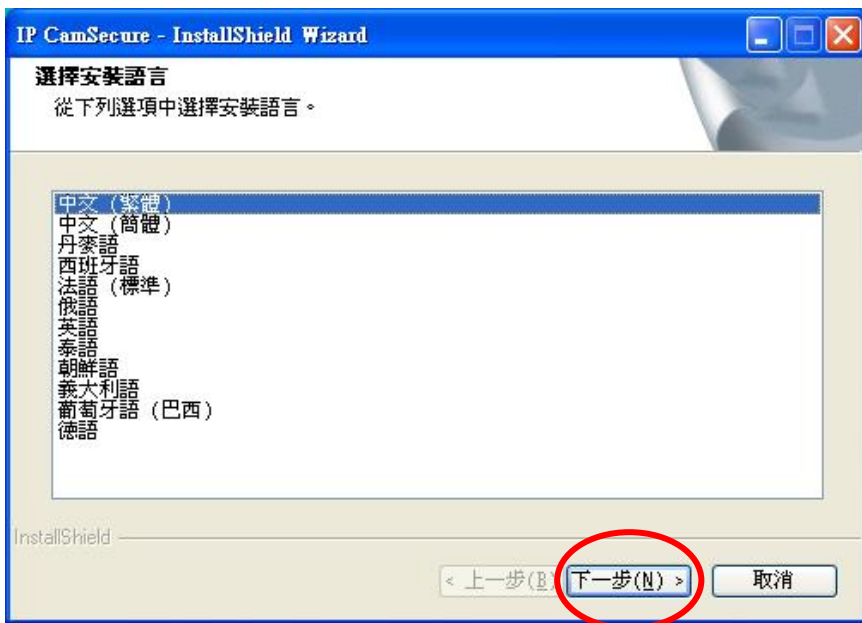 IP CamSecure - InstallShield Wizard
選擇安裝語言
從下列選項中選擇安裝語言。
中文 (繁體)
中文 (簡體)
丹麥語
西班牙語
法語 (標準)
俄語
英語
泰語
朝鮮語
義大利語
葡萄牙語 (巴西)
德語
InstallShield
< 上一步(B) 下一步(N) > 取消